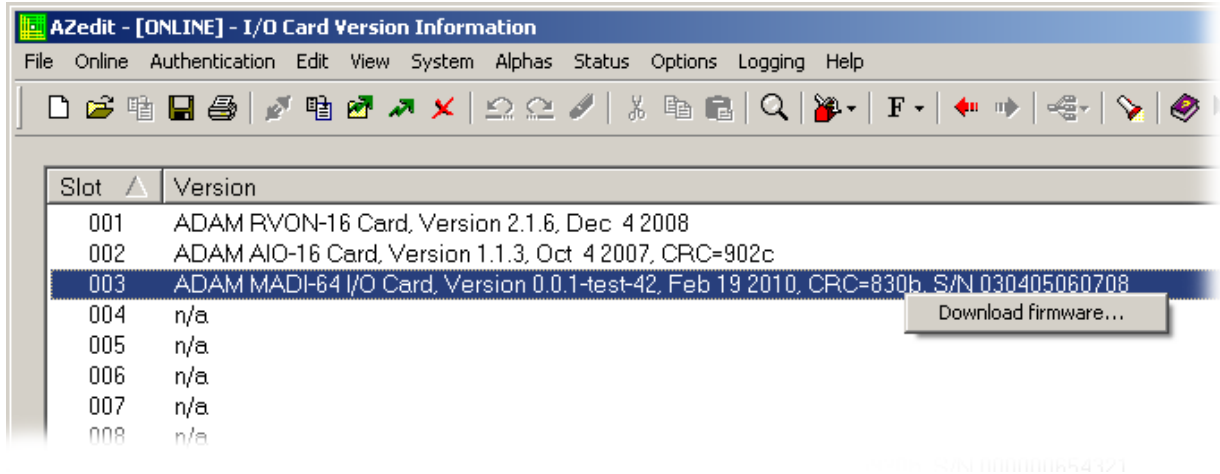 AZedit - [ONLINE] - I/O Card Version Information
File Online Authentication Edit View System Alphas Status Options Logging Help
F
Slot Version
001 ADAM RVON-16 Card, Version 2.1.6, Dec 4 2008
002 ADAM AIO-16 Card, Version 1.1.3, Oct 4 2007, CRC=902c
003 ADAM MADI-64 I/O Card, Version 0.0.1-test-42, Feb 19 2010, CRC=830b, S/N 030405060708
Download firmware...
004 n/a
005 n/a
006 n/a
007 n/a
008 n/a